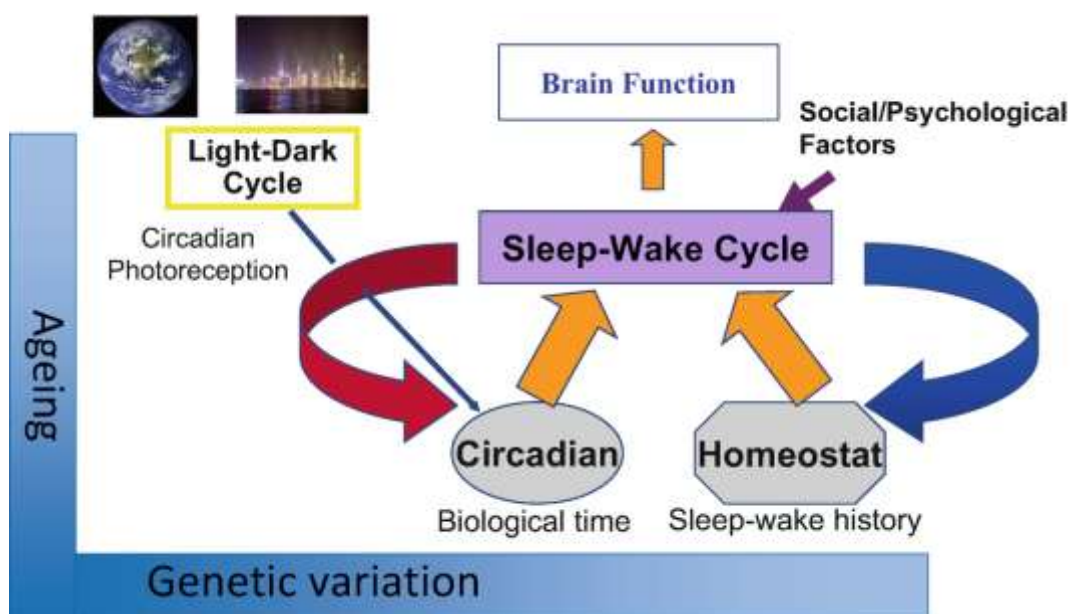 Brain Function
Social/Psychological
Factors
Light-Dark
Cycle
Circadian
Photoreception
Sleep-Wake Cycle
Ageing
Circadian
Homeostat
Biological time
Sleep-wake history
Genetic variation